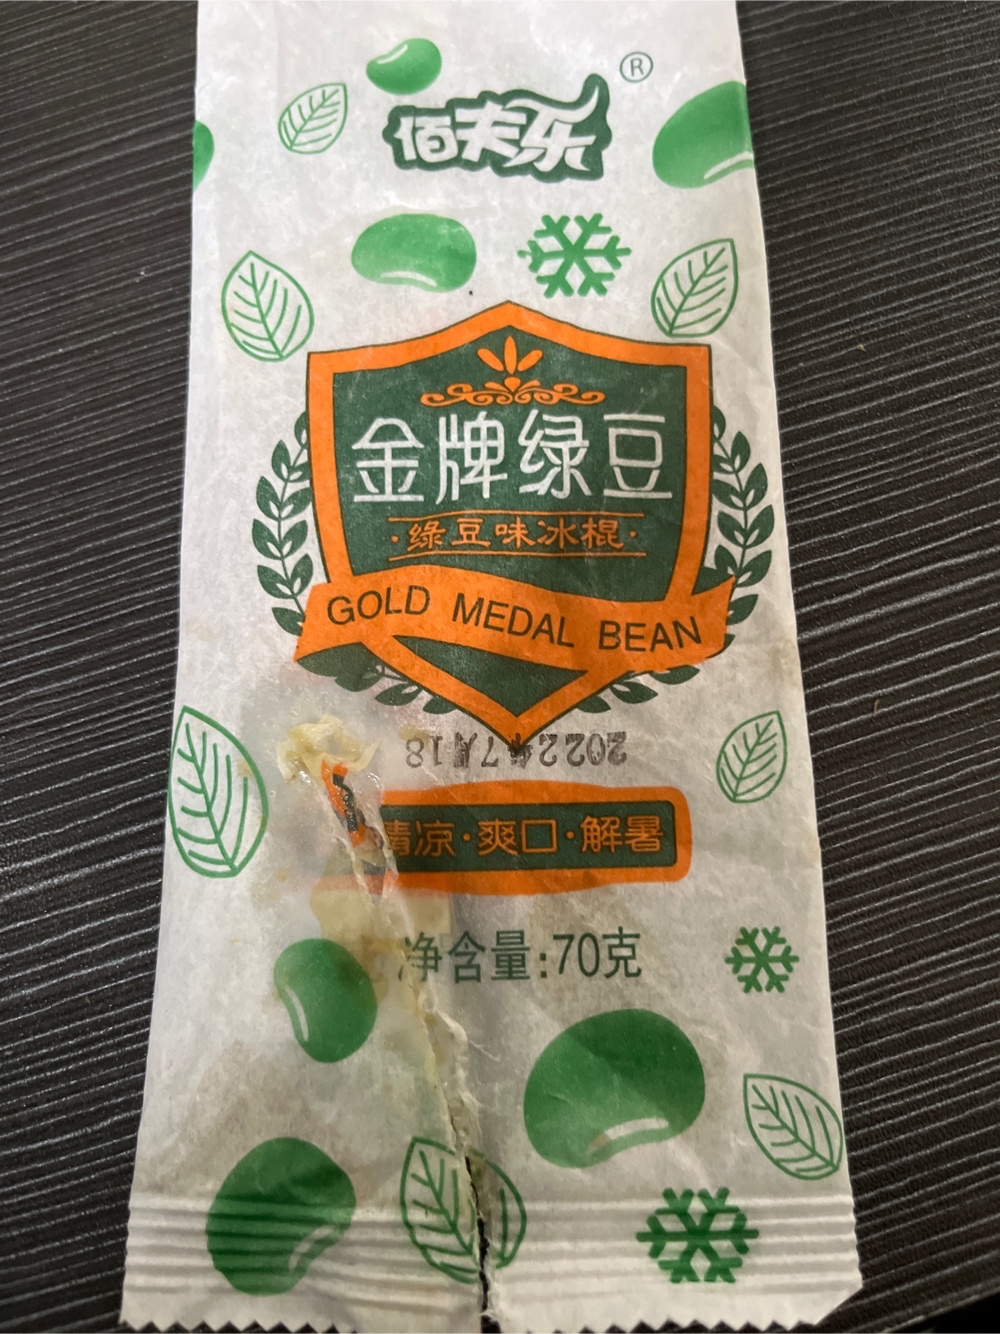 佰夫乐
®
金牌绿豆
·绿豆味冰棍·
GOLD MEDAL BEAN
2022年7月18
清凉·爽口·解暑
净含量:70克